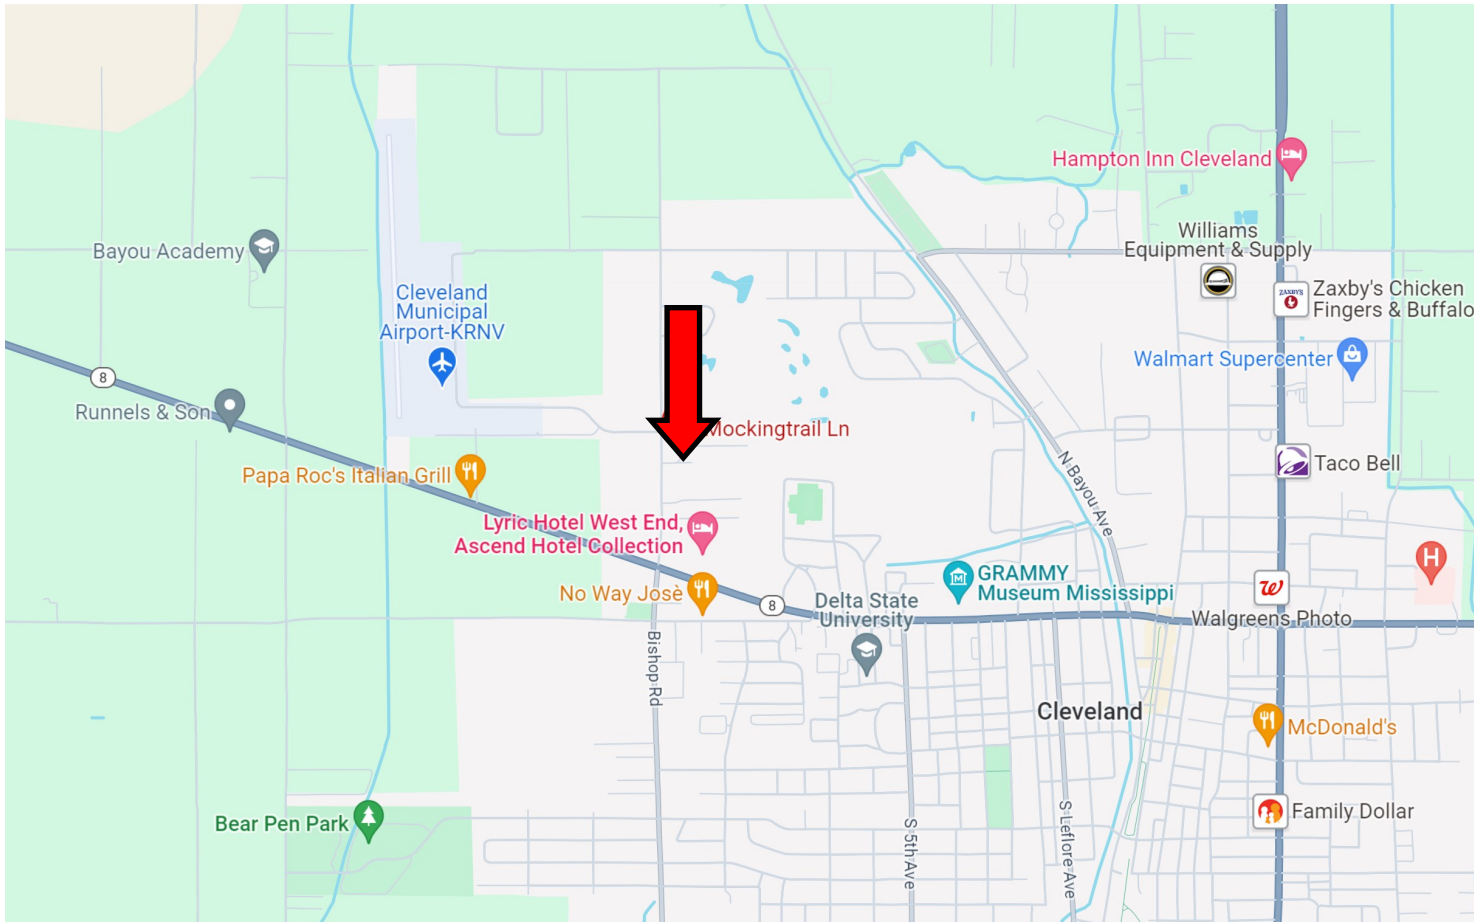 Hampton Inn Cleveland
Williams
Equipment & Supply
Bayou Academy
Cleveland
Municipal
Airport-KRNV
ZAXBY'S
Zaxby's Chicken
Fingers & Buffalo
Walmart Supercenter
8
Runnels & Son
Mockingtrail Ln
N Bayou Ave
Taco Bell
Papa Roc's Italian Grill
Lyric Hotel West End,
Ascend Hotel Collection
H
GRAMMY
Museum Mississippi
M
No Way Josè
8
Delta State
University
W
Walgreens Photo
Bishop Rd
Cleveland
McDonald's
Bear Pen Park
S 5th Ave
S Leflore Ave
Family Dollar